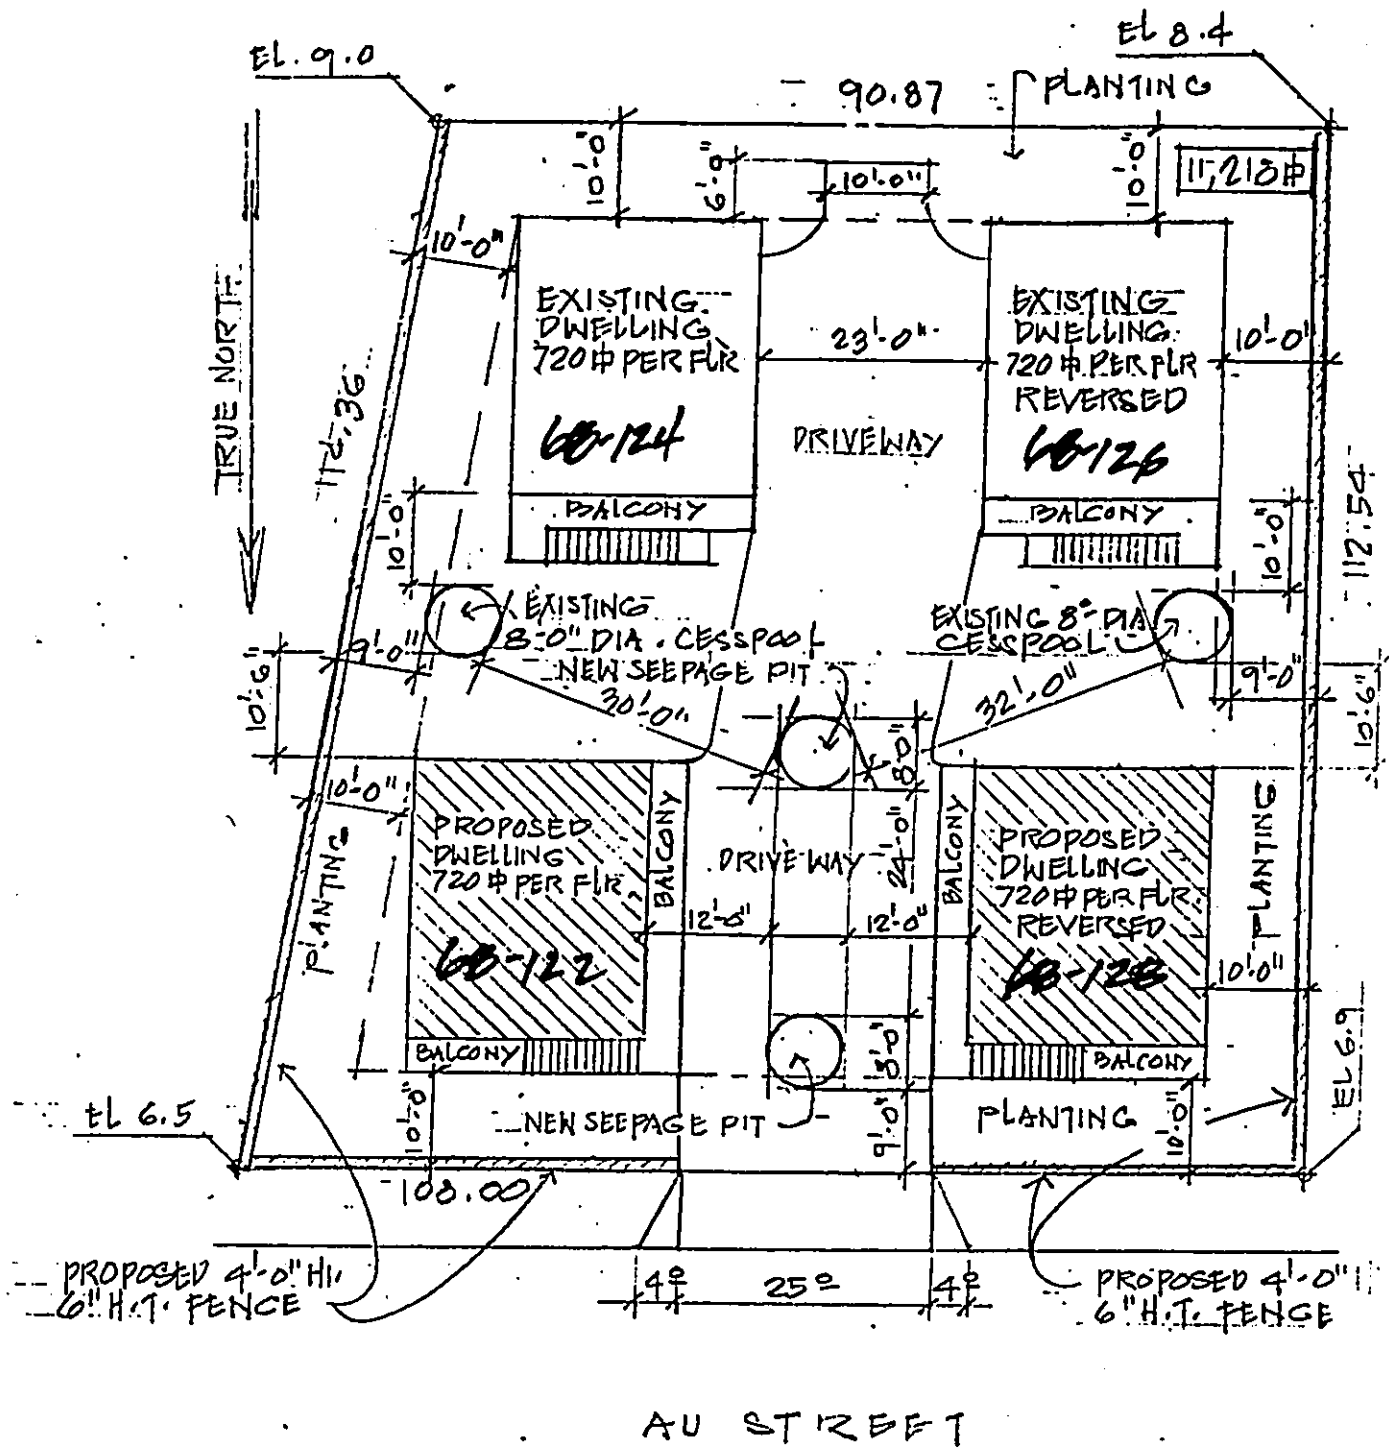 EL. 9.0
EL 8.4
90.87
PLANTING
10'-0"
6'-0"
10'-0"
10'-0"
11,218 ⌷
10'-0"
TRUE NORTH
EXISTING
DWELLING
720 ⌷ PER FLR
68-124
23'-0"
EXISTING
DWELLING
720 ⌷ PER FLR
REVERSED
68-126
10'-0"
DRIVEWAY
112.54
BALCONY
BALCONY
10'-0"
10'-0"
EXISTING
8'-0" DIA. CESSPOOL
EXISTING 8° DIA
CESSPOOL
NEW SEEPAGE PIT
9'-0"
10'-6"
30'-0"
32'-0"
9'-0"
10'-6"
8'-0"
10'-0"
PLANTING
PROPOSED
DWELLING
720 ⌷ PER FLR
68-122
BALCONY
DRIVEWAY
24'-0"
BALCONY
PROPOSED
DWELLING
720 ⌷ PER FLR
REVERSED
68-128
PLANTING
12'-0"
12'-0"
10'-0"
BALCONY
8'-0"
BALCONY
EL 6.9
EL 6.5
10'-0"
NEW SEEPAGE PIT
9'-0"
PLANTING
10'-0"
108.00
PROPOSED 4'-0" HI.
6" H.T. FENCE
4°
25°
4°
PROPOSED 4'-0"
6" H.T. FENCE
AU STREET